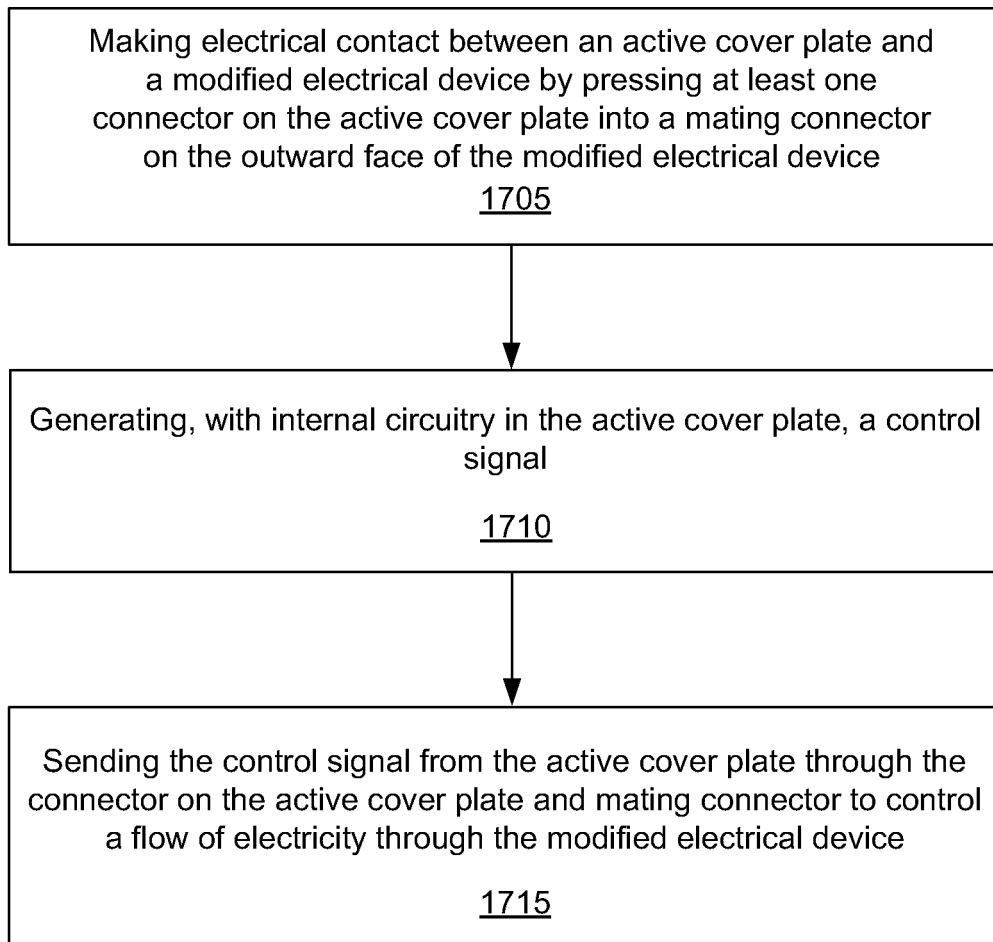 Making electrical contact between an active cover plate and
a modified electrical device by pressing at least one
connector on the active cover plate into a mating connector
on the outward face of the modified electrical device
1705
Generating, with internal circuitry in the active cover plate, a control
signal
1710
Sending the control signal from the active cover plate through the
connector on the active cover plate and mating connector to control
a flow of electricity through the modified electrical device
1715